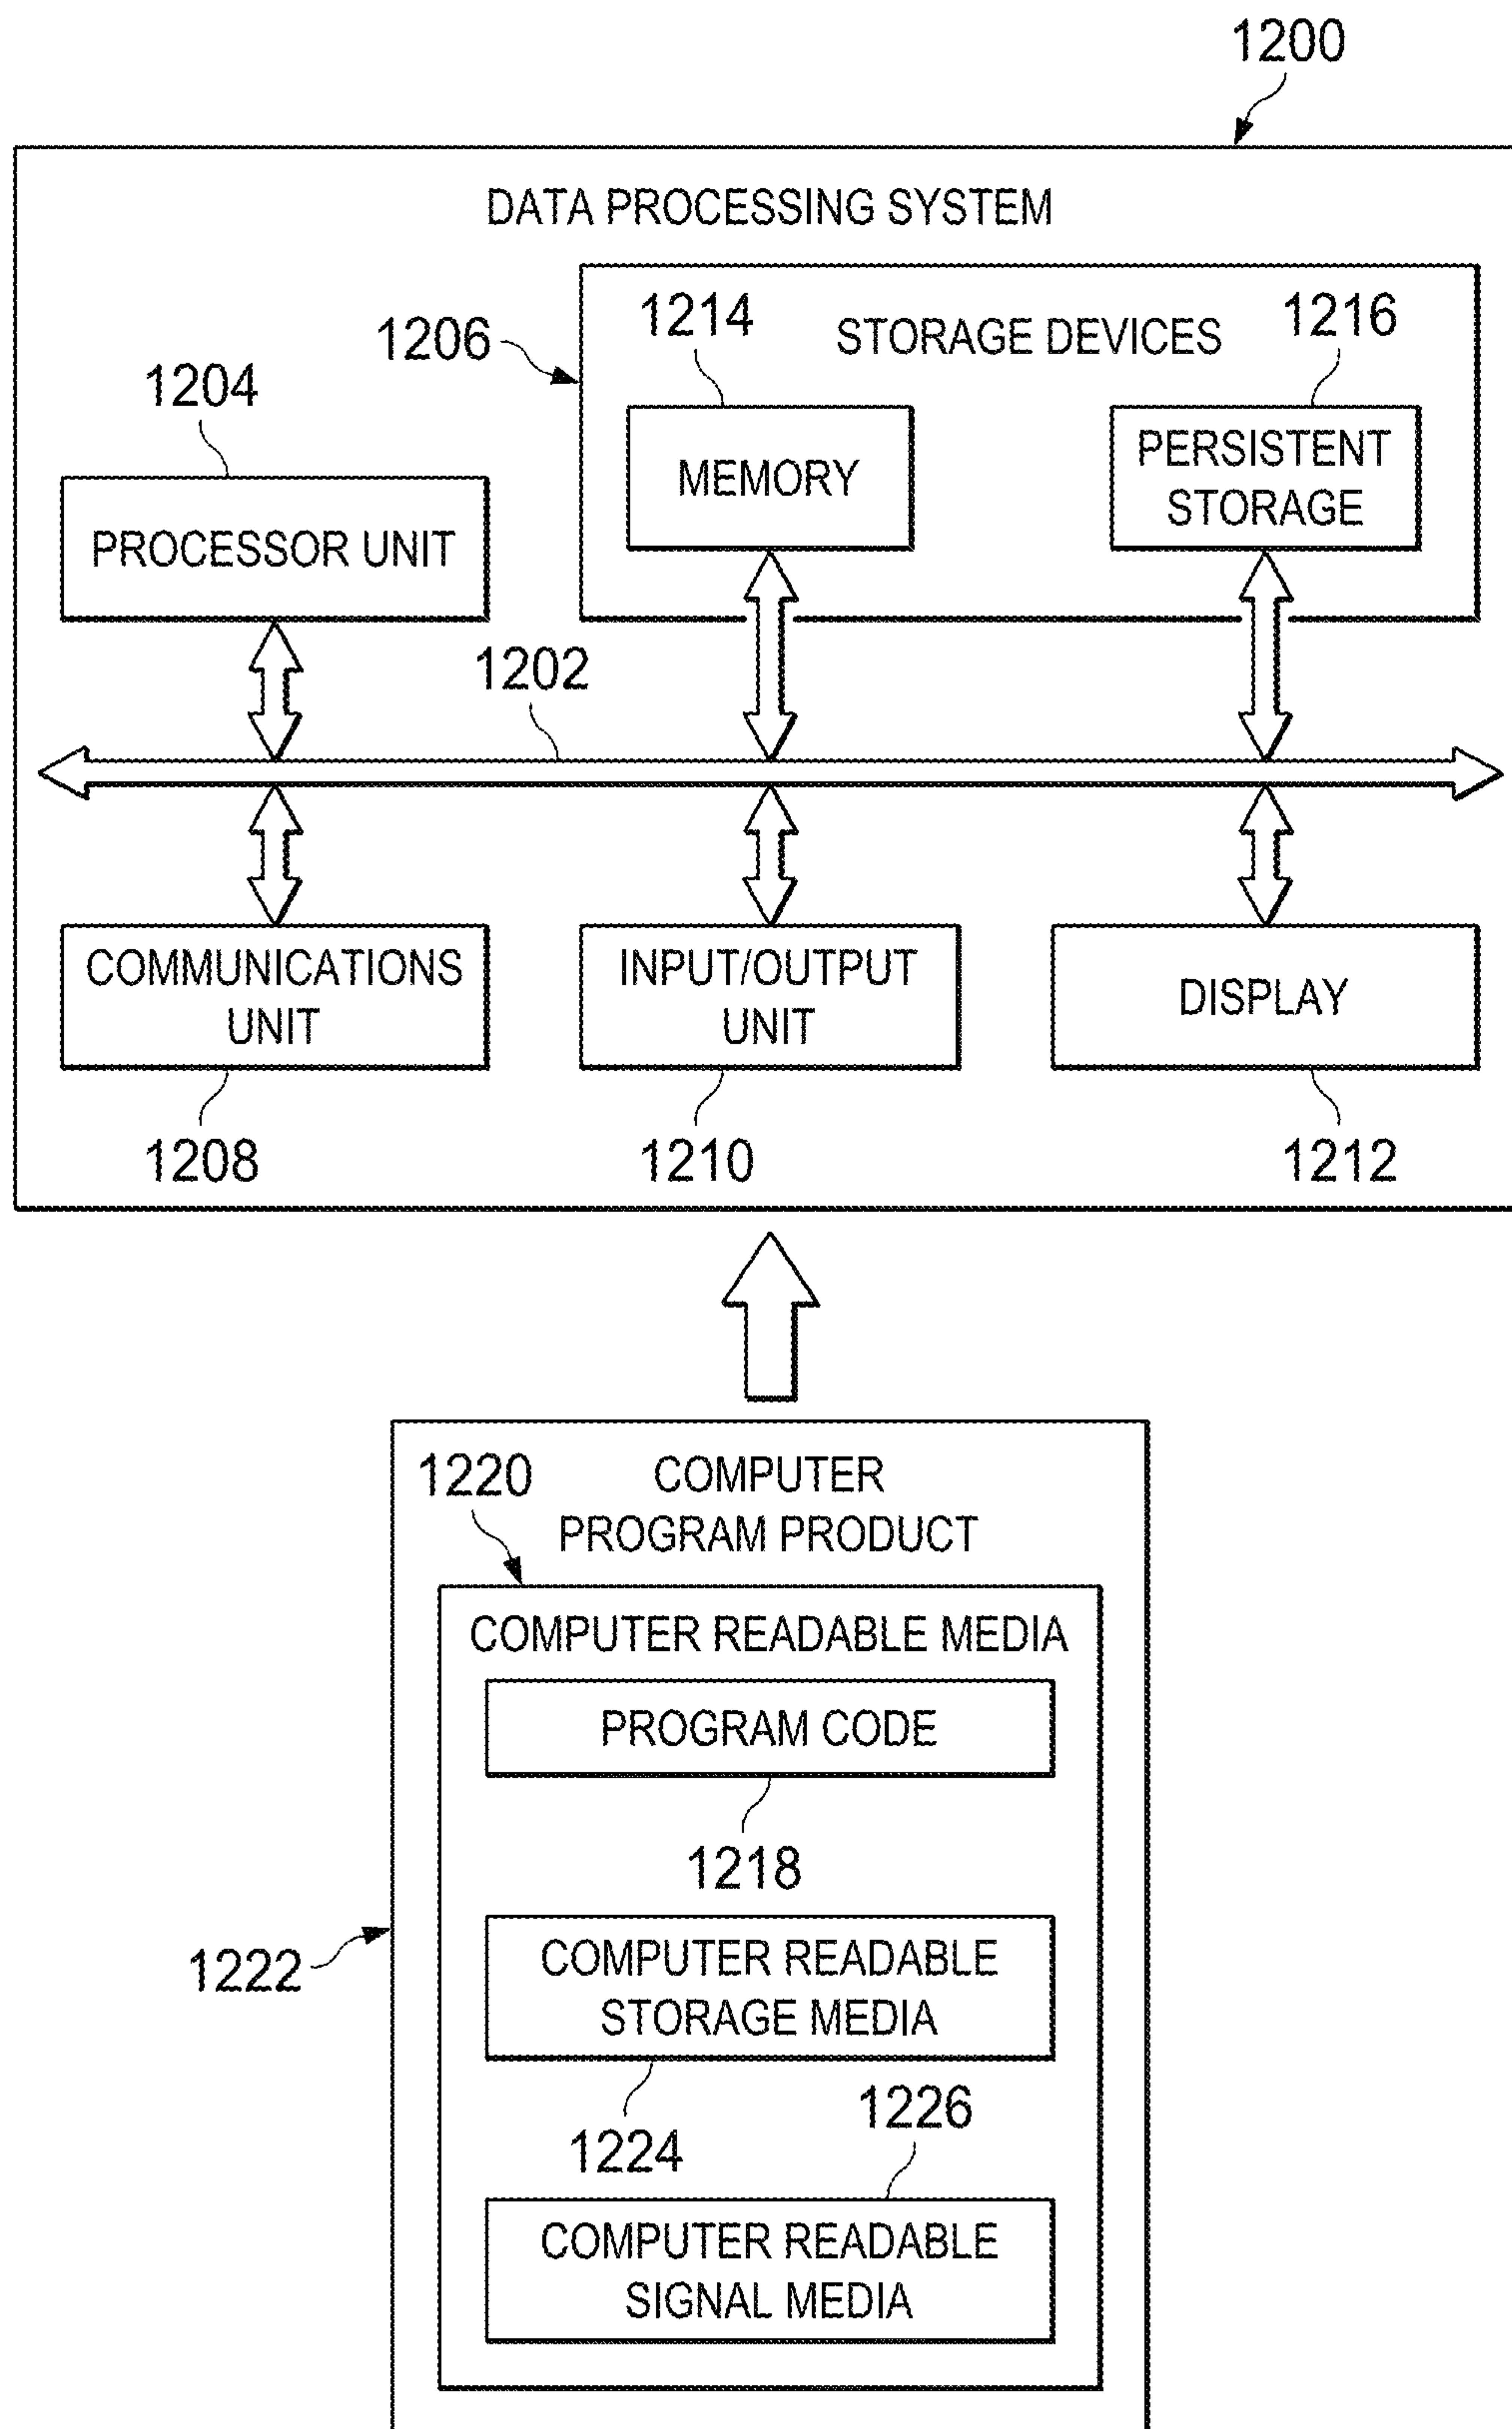 1200
DATA PROCESSING SYSTEM
1206
1214
STORAGE DEVICES
1216
1204
MEMORY
PERSISTENT
STORAGE
PROCESSOR UNIT
1202
COMMUNICATIONS
UNIT
INPUT/OUTPUT
UNIT
DISPLAY
1208
1210
1212
1220
COMPUTER
PROGRAM PRODUCT
COMPUTER READABLE MEDIA
PROGRAM CODE
1218
1222
COMPUTER READABLE
STORAGE MEDIA
1224
1226
COMPUTER READABLE
SIGNAL MEDIA